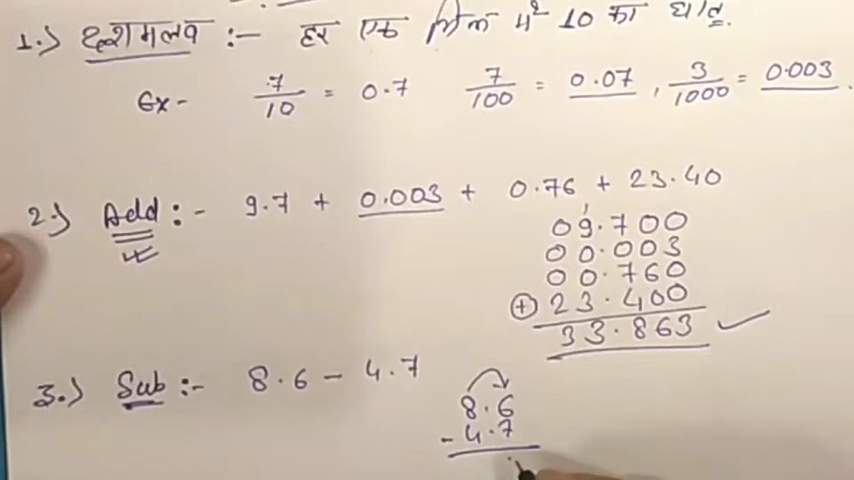 1.) दशमलव :- हर एक भिन्न में 10 का घात.
Ex - 7/10 = 0.7 7/100 = 0.07 , 3/1000 = 0.003.
2.) Add :- 9.7 + 0.003 + 0.76 + 23.40
09.700
00.003
00.760
+ 23.400
33.863 ✓
3.) Sub :- 8.6 - 4.7
8.6
- 4.7